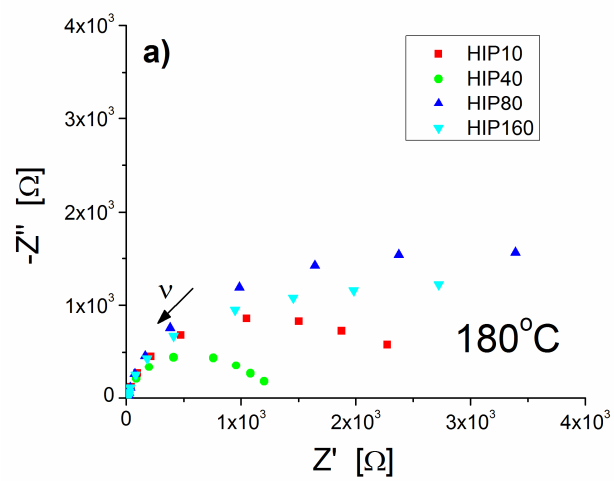 4x10³
a)
HIP10
HIP40
HIP80
HIP160
3x10³
-Z'' [Ω]
2x10³
ν
1x10³
180°C
0
0 1x10³ 2x10³ 3x10³ 4x10³
Z' [Ω]